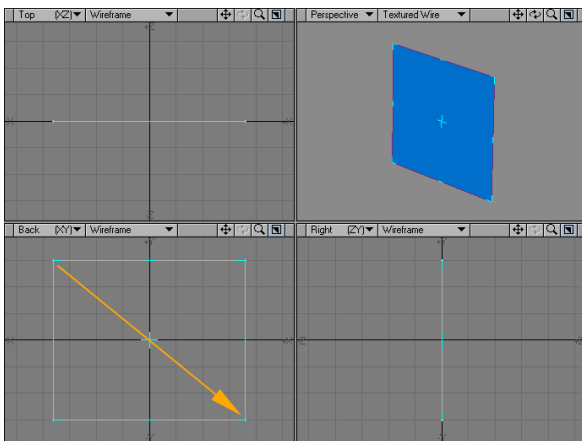 Top (XZ) Wireframe
Perspective Textured Wire
Back (XY) Wireframe
Right (ZY) Wireframe